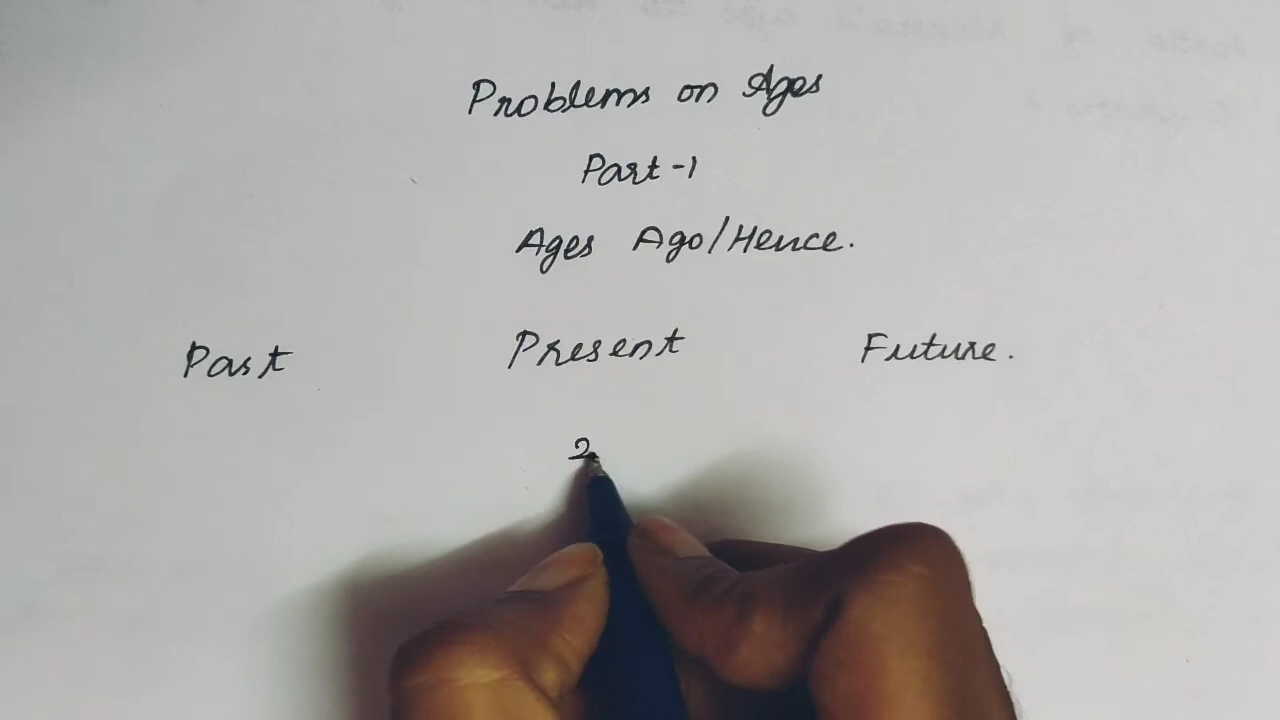 Problems on Ages
Part-1
Ages Ago/Hence.
Past Present Future.
2